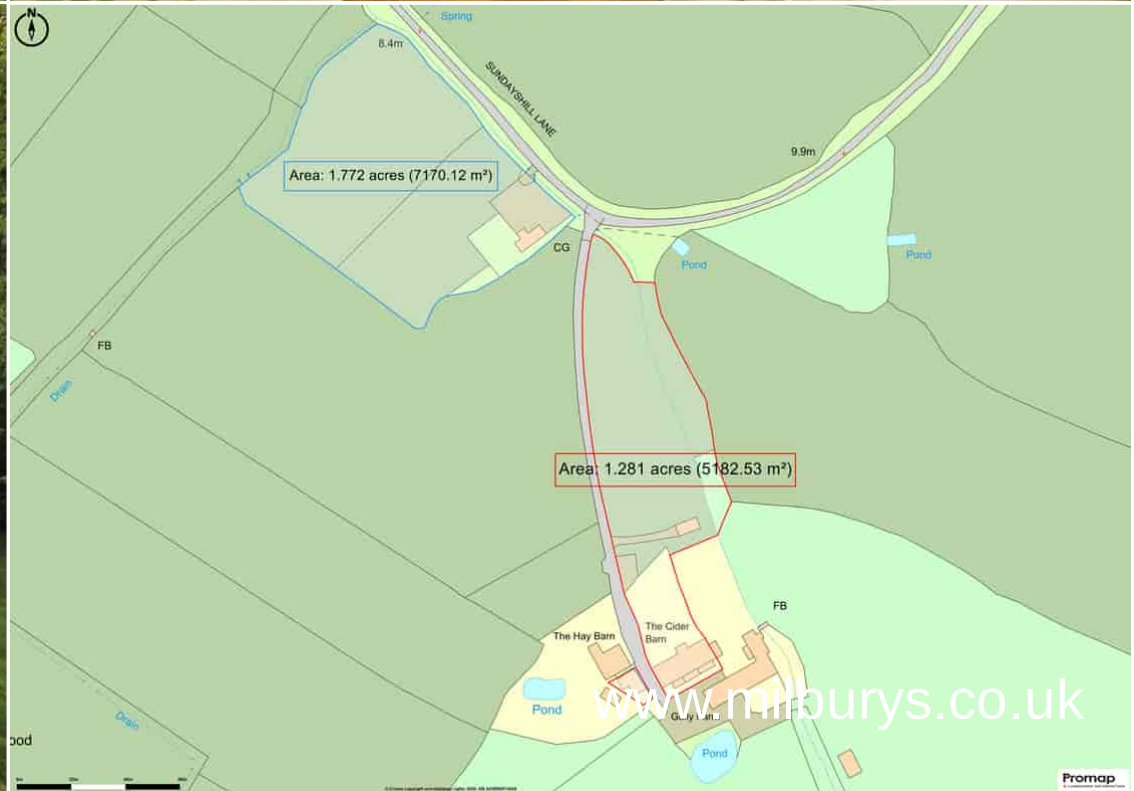 N
Spring
8.4m
SUNDAYSHILL LANE
9.9m
Area: 1.772 acres (7170.12 m²)
CG
Pond
Pond
FB
Drain
Area: 1.281 acres (5182.53 m²)
FB
The Cider
Barn
The Hay Barn
www.milburys.co.uk
Pond
Drain
Pond
Promap